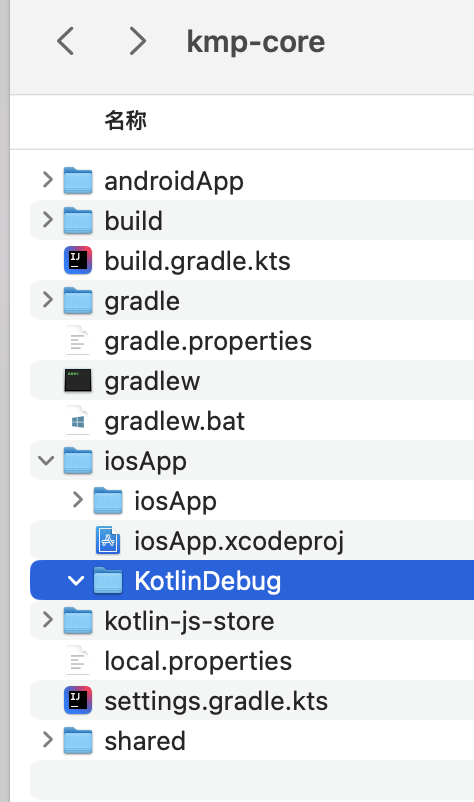 kmp-core
名称
androidApp
build
build.gradle.kts
gradle
gradle.properties
gradlew
gradlew.bat
iosApp
iosApp
iosApp.xcodeproj
KotlinDebug
kotlin-js-store
local.properties
settings.gradle.kts
shared